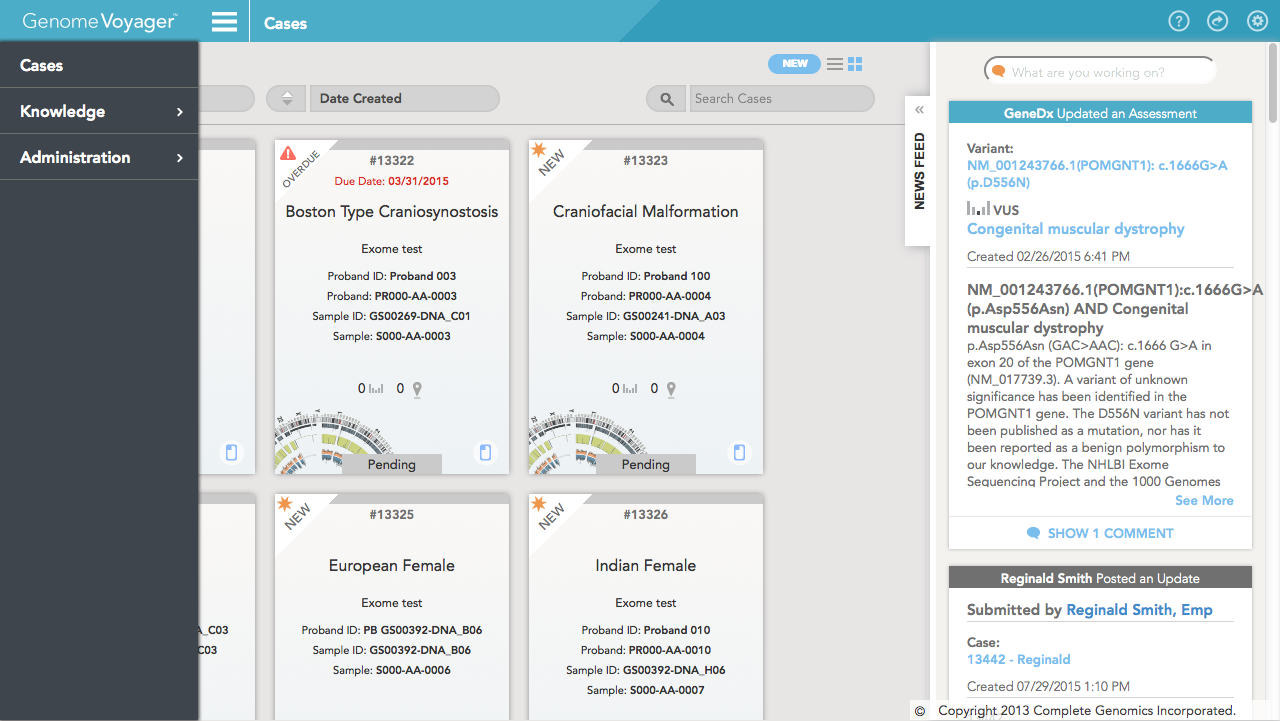 GenomeVoyager™
Cases
Cases
Knowledge
Administration
NEW
Date Created
Search Cases
OVERDUE
#13322
Due Date: 03/31/2015
Boston Type Craniosynostosis
Exome test
Proband ID: Proband 003
Proband: PR000-AA-0003
Sample ID: GS00269-DNA_C01
Sample: S000-AA-0003
0 0
Pending
NEW
#13323
Craniofacial Malformation
Exome test
Proband ID: Proband 100
Proband: PR000-AA-0004
Sample ID: GS00241-DNA_A03
Sample: S000-AA-0004
0 0
Pending
_C03
C03
NEW
#13325
European Female
Exome test
Proband ID: PB GS00392-DNA_B06
Sample ID: GS00392-DNA_B06
Sample: S000-AA-0006
NEW
#13326
Indian Female
Exome test
Proband ID: Proband 010
Proband: PR000-AA-0010
Sample ID: GS00392-DNA_H06
Sample: S000-AA-0007
«
NEWS FEED
What are you working on?
GeneDx Updated an Assessment
Variant:
NM_001243766.1(POMGNT1): c.1666G>A
(p.D556N)
VUS
Congenital muscular dystrophy
Created 02/26/2015 6:41 PM
NM_001243766.1(POMGNT1):c.1666G>A
(p.Asp556Asn) AND Congenital
muscular dystrophy
p.Asp556Asn (GAC>AAC): c.1666 G>A in
exon 20 of the POMGNT1 gene
(NM_017739.3). A variant of unknown
significance has been identified in the
POMGNT1 gene. The D556N variant has not
been published as a mutation, nor has it
been reported as a benign polymorphism to
our knowledge. The NHLBI Exome
Sequencing Project and the 1000 Genomes
See More
SHOW 1 COMMENT
Reginald Smith Posted an Update
Submitted by Reginald Smith, Emp
Case:
13442 - Reginald
Created 07/29/2015 1:10 PM
© Copyright 2013 Complete Genomics Incorporated.